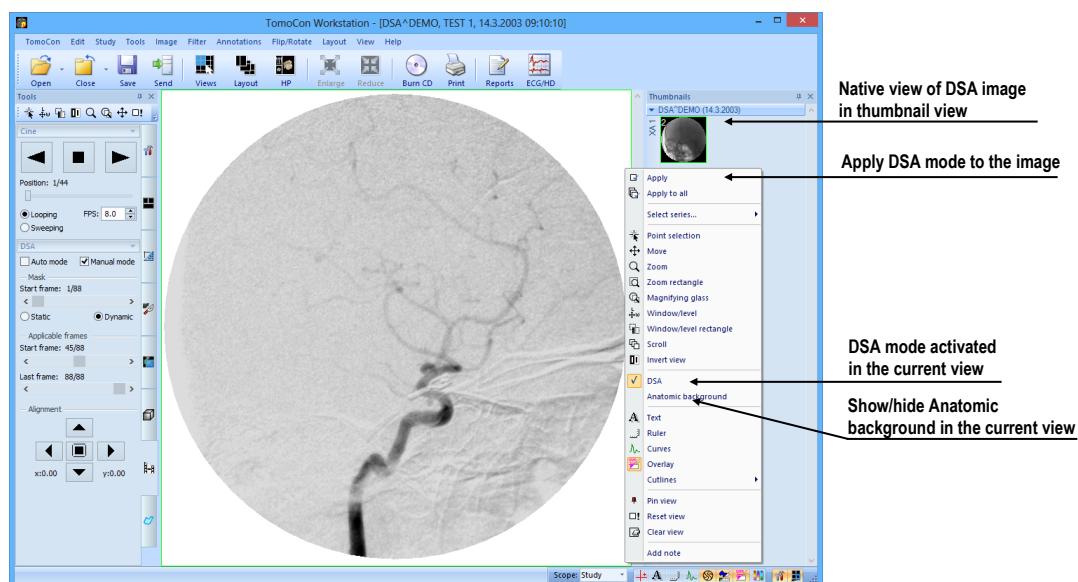 TomoCon Workstation - [DSA^DEMO, TEST 1, 14.3.2003 09:10:10]
TomoCon Edit Study Tools Image Filter Annotations Flip/Rotate Layout View Help
Open Close Save Send Views Layout HP Enlarge Reduce Burn CD Print Reports ECG/HD
Tools
Cine
Position: 1/44
Looping FPS: 8.0
Sweeping
DSA
Auto mode Manual mode
Mask
Start frame: 1/88
Static Dynamic
Applicable frames
Start frame: 45/88
Last frame: 88/88
Alignment
x:0.00 y:0.00
Thumbnails
DSA^DEMO (14.3.2003)
XA 1
2
Apply
Apply to all
Select series...
Point selection
Move
Zoom
Zoom rectangle
Magnifying glass
Window/level
Window/level rectangle
Scroll
Invert view
DSA
Anatomic background
Text
Ruler
Curves
Overlay
Cutlines
Pin view
Reset view
Clear view
Add note
Scope: Study
Native view of DSA image
in thumbnail view
Apply DSA mode to the image
DSA mode activated
in the current view
Show/hide Anatomic
background in the current view